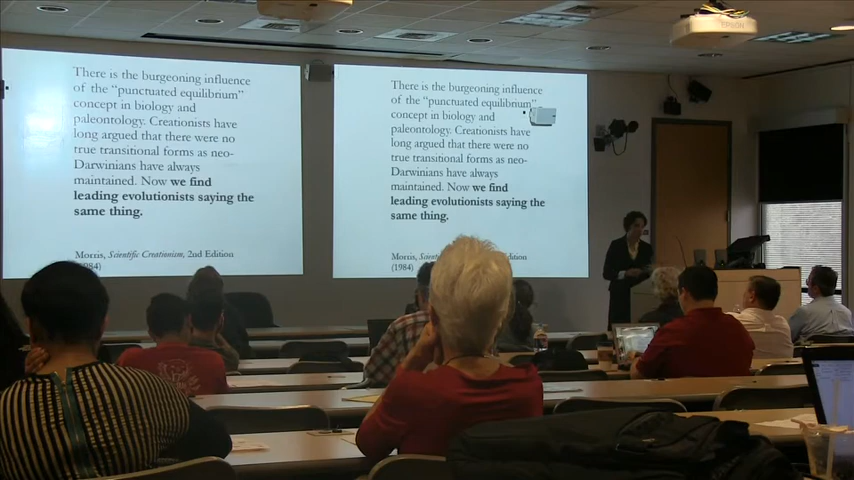 There is the burgeoning influence
of the "punctuated equilibrium"
concept in biology and
paleontology. Creationists have
long argued that there were no
true transitional forms as neo-
Darwinians have always
maintained. Now we find
leading evolutionists saying the
same thing.
Morris, Scientific Creationism, 2nd Edition
1984)
There is the burgeoning influence
of the "punctuated equilibrium"
concept in biology and
paleontology. Creationists have
long argued that there were no
true transitional forms as neo-
Darwinians have always
maintained. Now we find
leading evolutionists saying the
same thing.
Morris, Edition
(1984)
EPSON